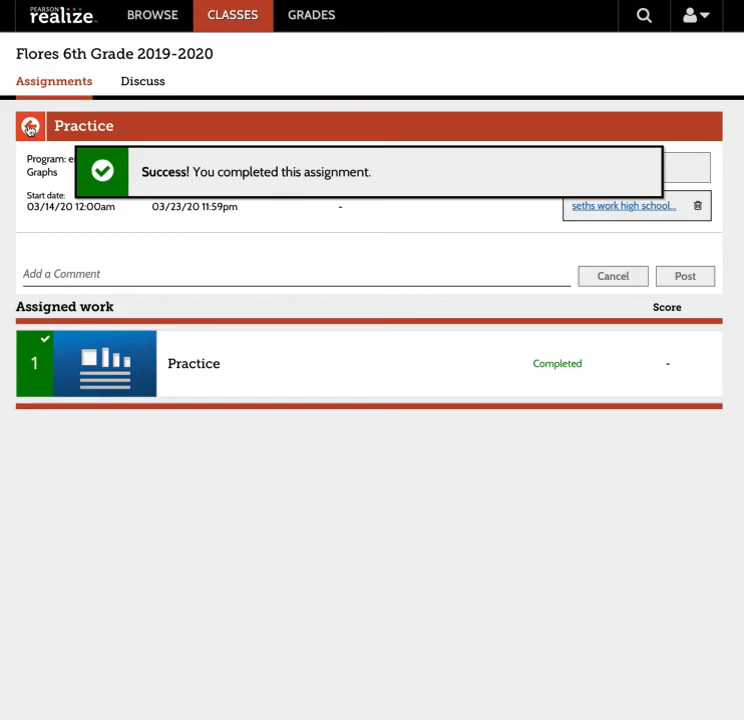 PEARSON
realize
BROWSE
CLASSES
GRADES
Flores 6th Grade 2019-2020
Assignments
Discuss
Practice
Program: e
Graphs
Success! You completed this assignment.
Start date:
03/14/20 12:00am
03/23/20 11:59pm
-
seths work high school...
Add a Comment
Cancel
Post
Assigned work
Score
1
Practice
Completed
-